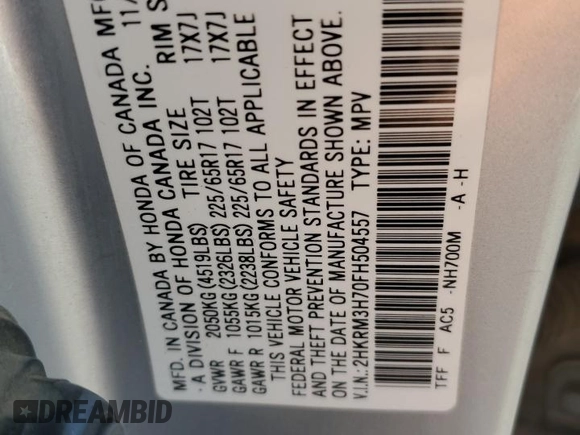 MFD. IN CANADA BY HONDA OF CANADA MFG
- A DIVISION OF HONDA CANADA INC. 11/
TIRE SIZE RIM S
GVWR 2050KG (4519LBS)
GAWR F 1055KG (2326LBS) 225/65R17 102T 17X7J
GAWR R 1015KG (2238LBS) 225/65R17 102T 17X7J
THIS VEHICLE CONFORMS TO ALL APPLICABLE
FEDERAL MOTOR VEHICLE SAFETY
AND THEFT PREVENTION STANDARDS IN EFFECT
ON THE DATE OF MANUFACTURE SHOWN ABOVE.
V.I.N.: 2HKRM3H70FH504557 TYPE: MPV
TFF F AC5 -NH700M -A -H
DREAMBID